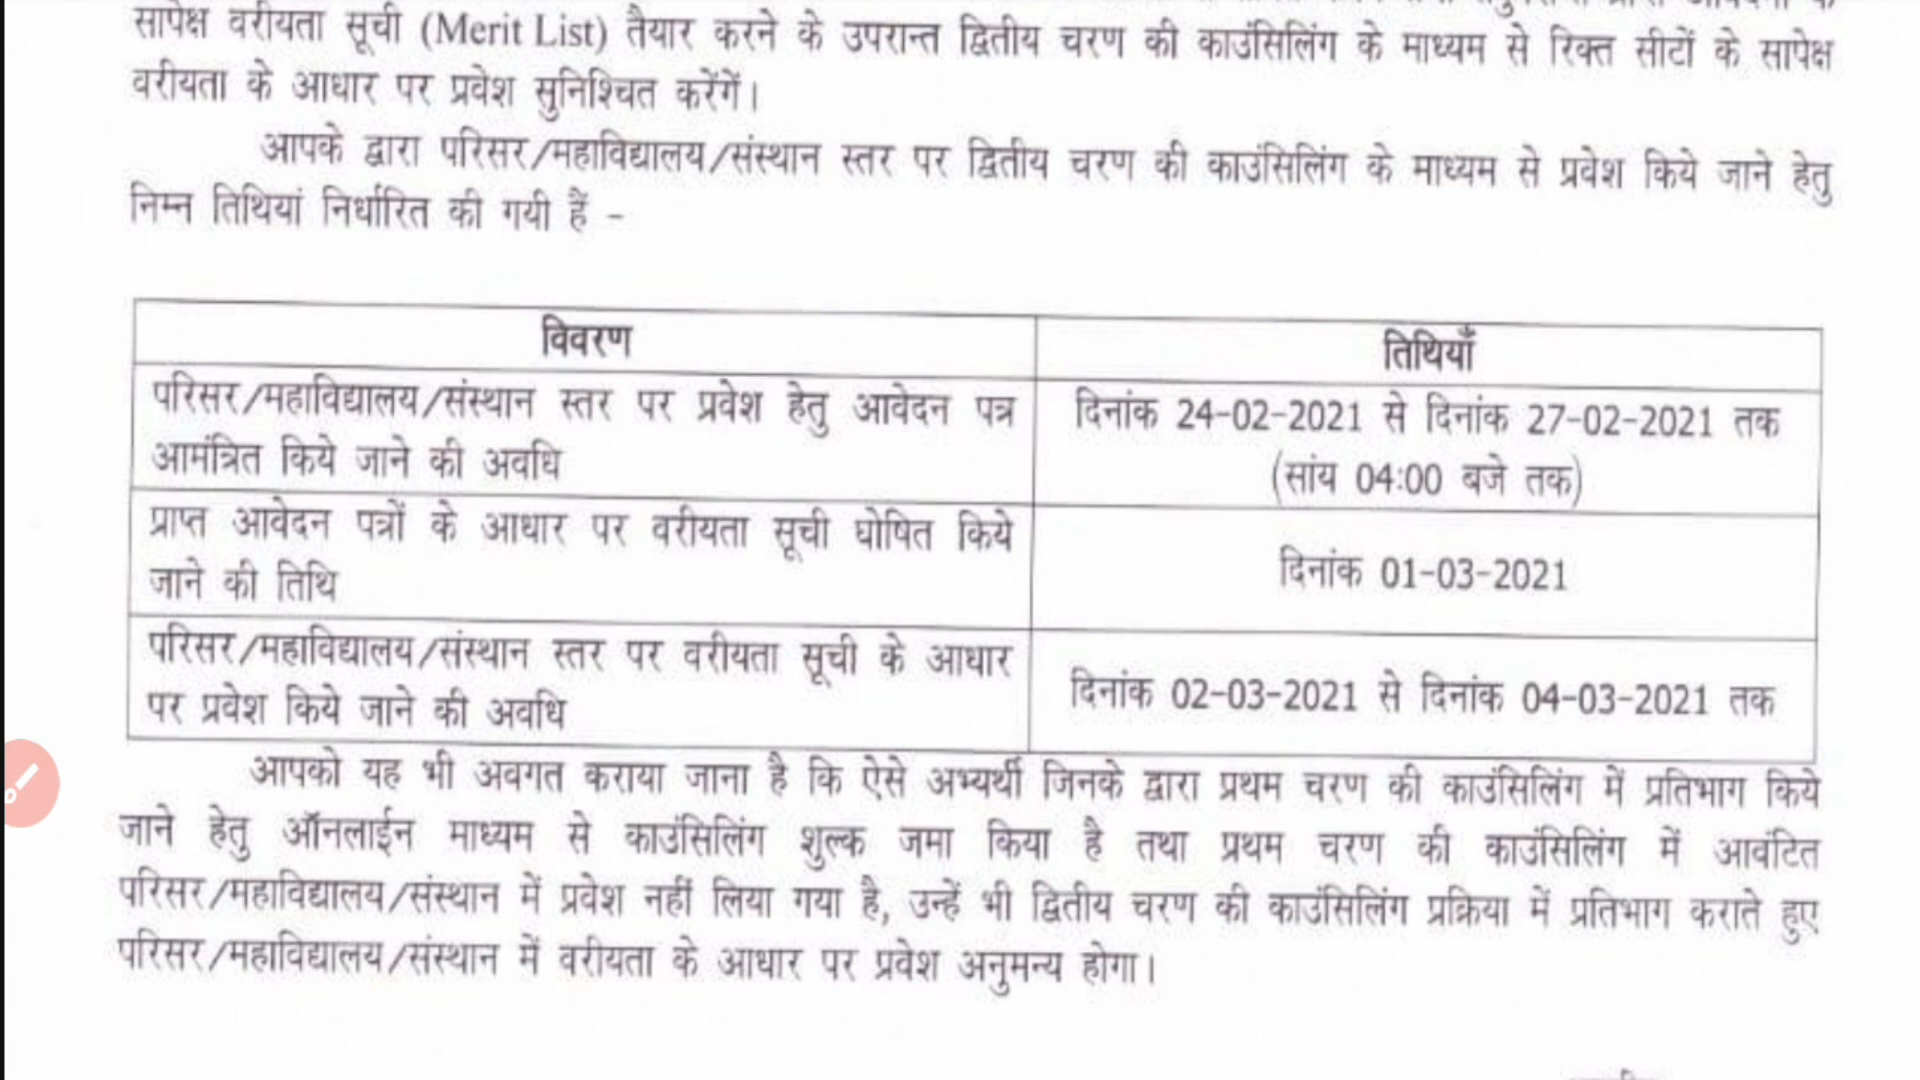 सापेक्ष वरीयता सूची (Merit List) तैयार करने के उपरान्त द्वितीय चरण की काउंसिलिंग के माध्यम से रिक्त सीटों के सापेक्ष
वरीयता के आधार पर प्रवेश सुनिश्चित करेंगें।
आपके द्वारा परिसर/महाविद्यालय/संस्थान स्तर पर द्वितीय चरण की काउंसिलिंग के माध्यम से प्रवेश किये जाने हेतु
निम्न तिथियां निर्धारित की गयी हैं -
विवरण
तिथियाँ
परिसर/महाविद्यालय/संस्थान स्तर पर प्रवेश हेतु आवेदन पत्र
आमंत्रित किये जाने की अवधि
दिनांक 24-02-2021 से दिनांक 27-02-2021 तक
(सांय 04:00 बजे तक)
प्राप्त आवेदन पत्रों के आधार पर वरीयता सूची घोषित किये
जाने की तिथि
दिनांक 01-03-2021
परिसर/महाविद्यालय/संस्थान स्तर पर वरीयता सूची के आधार
पर प्रवेश किये जाने की अवधि
दिनांक 02-03-2021 से दिनांक 04-03-2021 तक
आपको यह भी अवगत कराया जाना है कि ऐसे अभ्यर्थी जिनके द्वारा प्रथम चरण की काउंसिलिंग में प्रतिभाग किये
जाने हेतु ऑनलाईन माध्यम से काउंसिलिंग शुल्क जमा किया है तथा प्रथम चरण की काउंसिलिंग में आवंटित
परिसर/महाविद्यालय/संस्थान में प्रवेश नहीं लिया गया है, उन्हें भी द्वितीय चरण की काउंसिलिंग प्रक्रिया में प्रतिभाग कराते हुए
परिसर/महाविद्यालय/संस्थान में वरीयता के आधार पर प्रवेश अनुमन्य होगा।